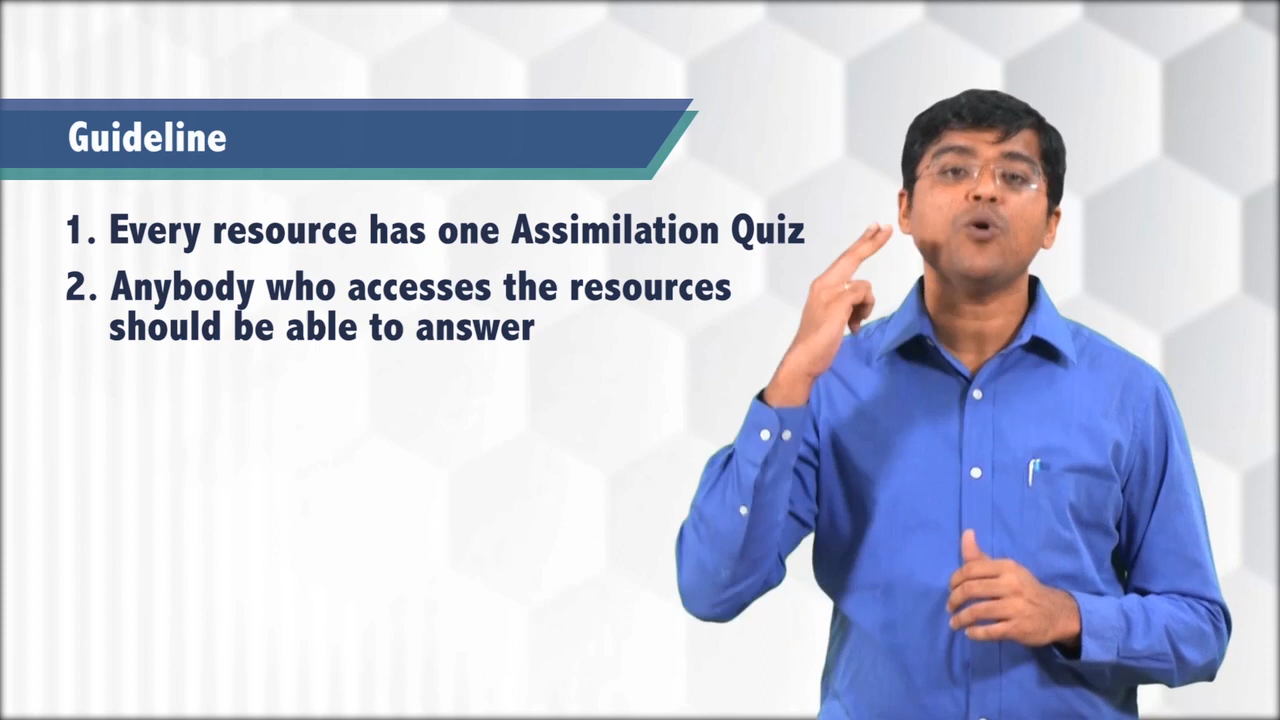 Guideline
1. Every resource has one Assimilation Quiz
2. Anybody who accesses the resources
should be able to answer